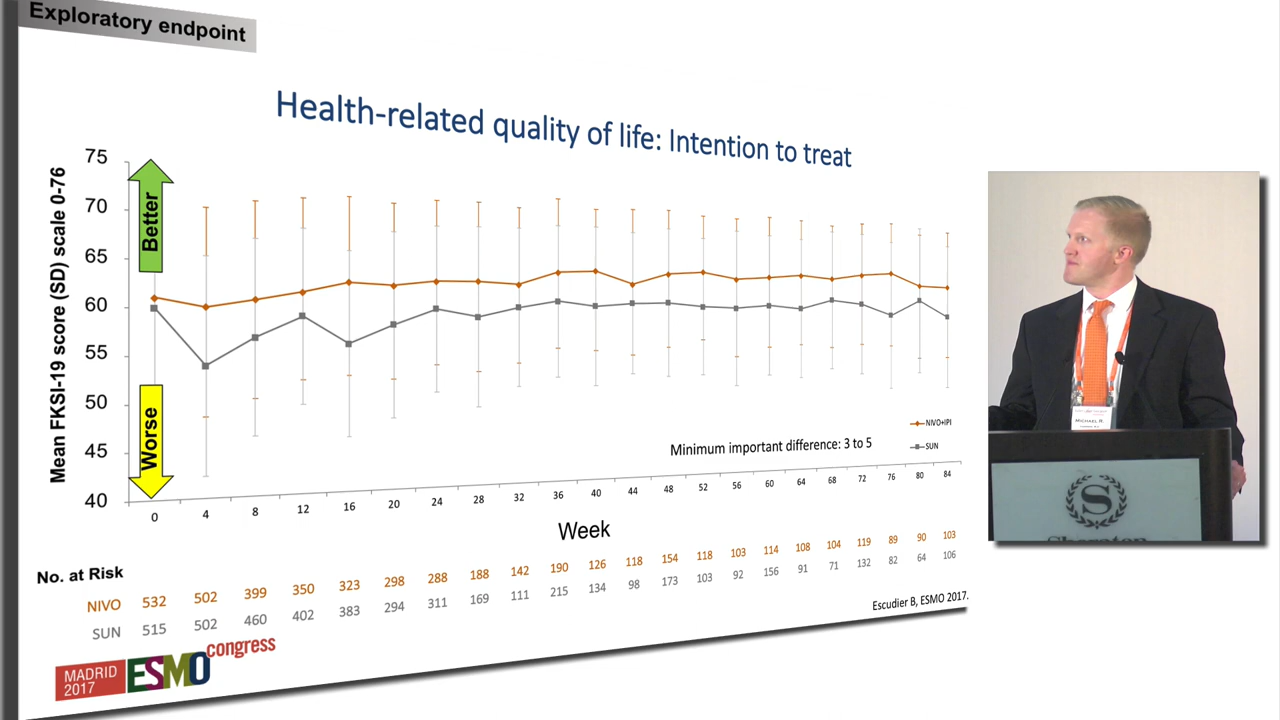 Exploratory endpoint
Health-related quality of life: Intention to treat
Mean FKSI-19 score (SD) scale 0-76
75
70
65
60
55
50
45
40
Better
Worse
NIVO+IPI
SUN
Minimum important difference: 3 to 5
0 4 8 12 16 20 24 28 32 36 40 44 48 52 56 60 64 68 72 76 80 84
Week
No. at Risk
NIVO 532 502 399 350 323 298 288 188 142 190 126 118 154 118 103 114 108 104 119 89 90 103
SUN 515 502 460 402 383 294 311 169 111 215 134 98 173 103 92 156 91 71 132 82 64 106
Escudier B, ESMO 2017.
MADRID
2017
ESMO
congress
MICHAEL R.
S
Sheraton